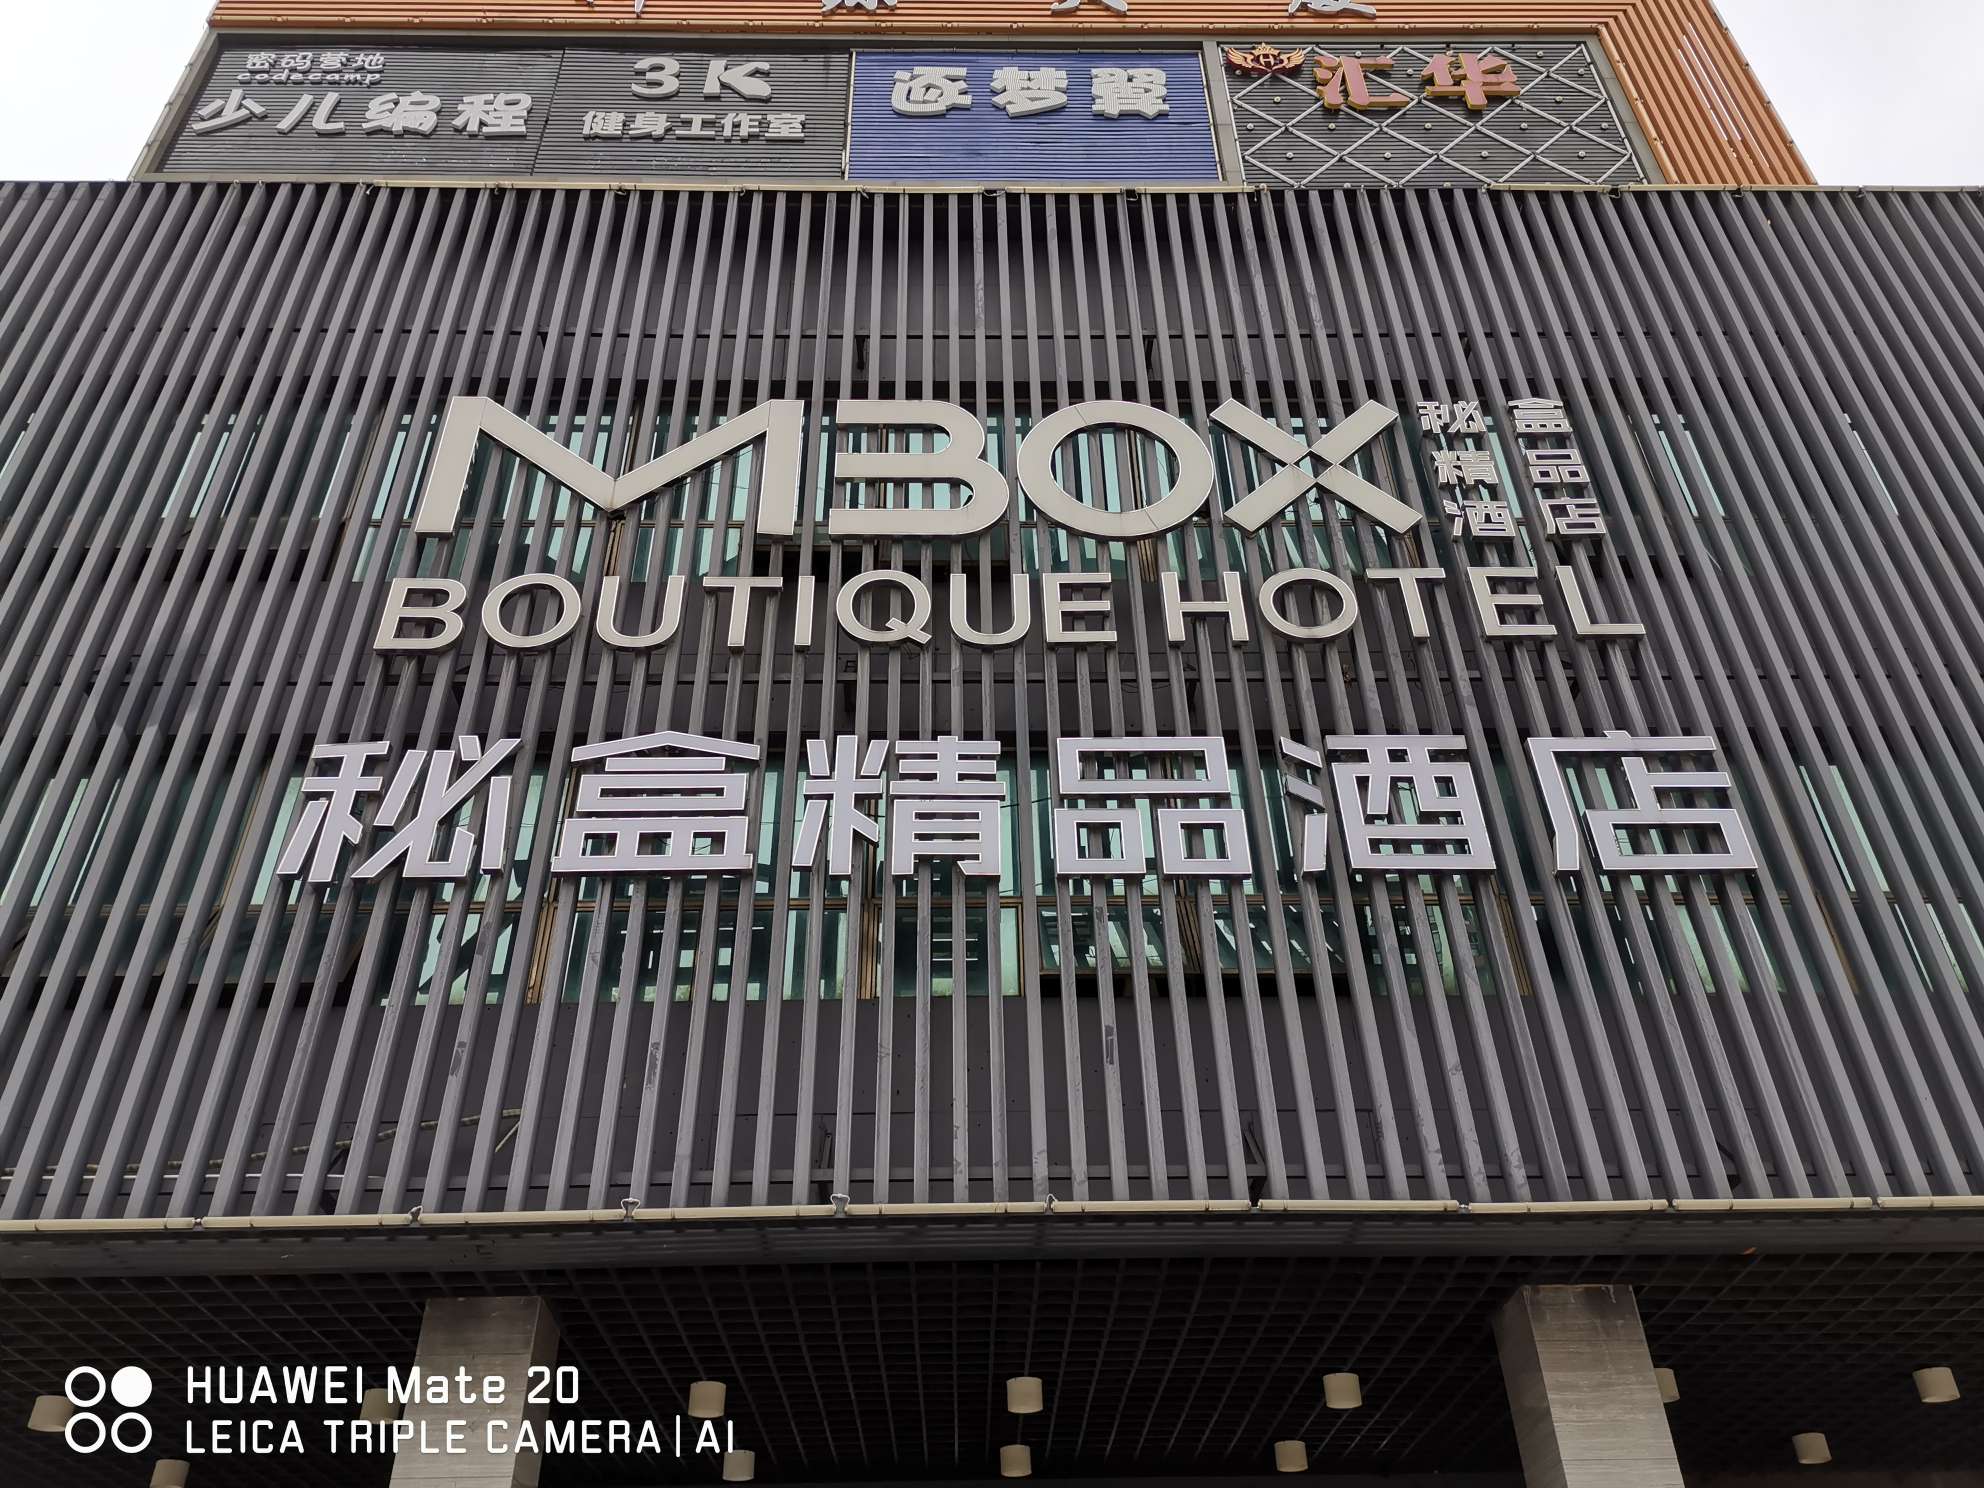 密码营地
codecamp
少儿编程
3K
健身工作室
逐梦翼
汇华
MBOX
秘盒
精品
酒店
BOUTIQUE HOTEL
秘盒精品酒店
HUAWEI Mate 20
LEICA TRIPLE CAMERA | AI